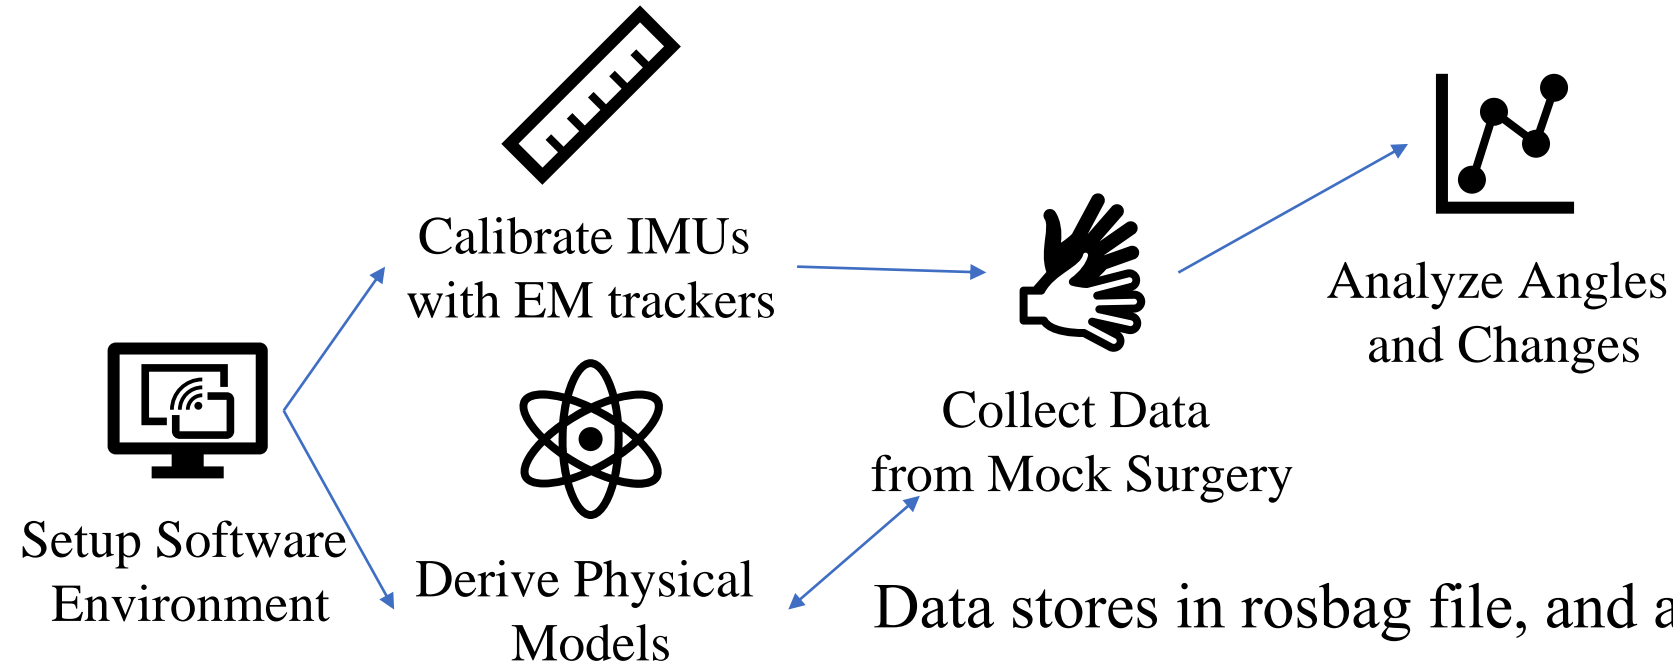 Calibrate IMUs
with EM trackers
Setup Software
Environment
Derive Physical
Models
Collect Data
from Mock Surgery
Analyze Angles
and Changes
Data stores in rosbag file, and